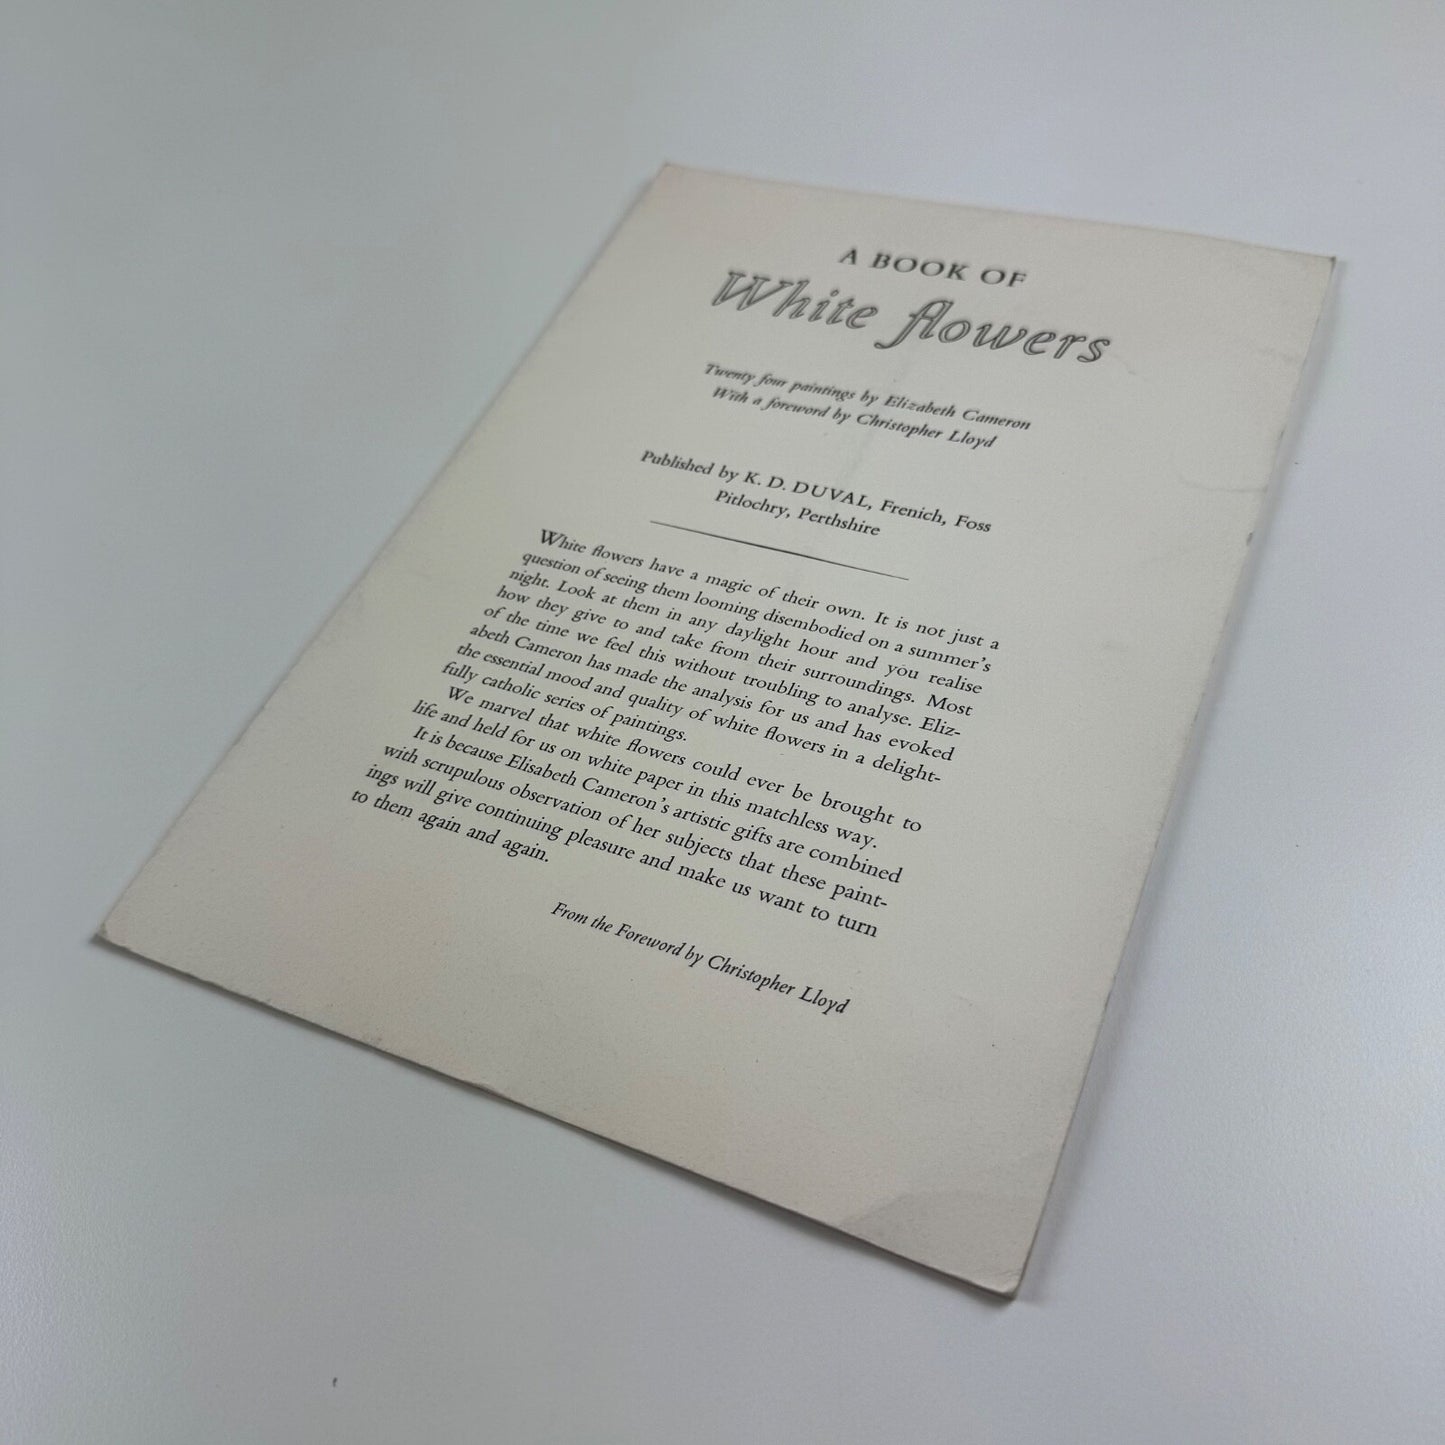 A BOOK OF
White flowers
Twenty four paintings by Elizabeth Cameron
With a foreword by Christopher Lloyd
Published by K. D. DUVAL, Frenich, Foss
Pitlochry, Perthshire
White flowers have a magic of their own. It is not just a
question of seeing them looming disembodied on a summer's
night. Look at them in any daylight hour and you realise
how they give to and take from their surroundings. Most
of the time we feel this without troubling to analyse. Eliz-
abeth Cameron has made the analysis for us and has evoked
the essential mood and quality of white flowers in a delight-
fully catholic series of paintings.
We marvel that white flowers could ever be brought to
life and held for us on white paper in this matchless way.
It is because Elisabeth Cameron's artistic gifts are combined
with scrupulous observation of her subjects that these paint-
ings will give continuing pleasure and make us want to turn
to them again and again.
From the Foreword by Christopher Lloyd